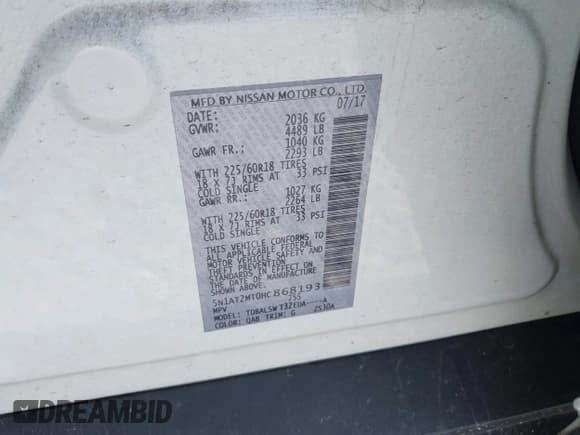 MFD BY NISSAN MOTOR CO., LTD.
DATE: 07/17
GVWR: 2036 KG
4489 LB
GAWR FR.: 1040 KG
2293 LB
WITH 225/60R18 TIRES
18 X 7J RIMS AT 33 PSI
COLD SINGLE
GAWR RR.: 1027 KG
2264 LB
WITH 225/60R18 TIRES
18 X 7J RIMS AT 33 PSI
COLD SINGLE
THIS VEHICLE CONFORMS TO
ALL APPLICABLE FEDERAL
MOTOR VEHICLE SAFETY AND
THEFT PREVENTION
STANDARDS IN EFFECT ON
THE DATE OF MANUFACTURE
SHOWN ABOVE.
5N1AT2MT0HC868193
MPV 735
MODEL:
COLOR: QAB TRIM: G
DREAMBID